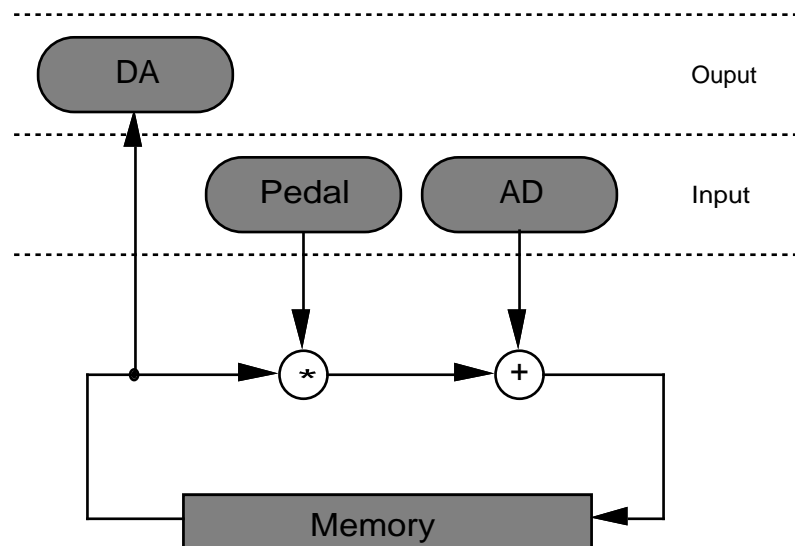 DA
Ouput
Pedal
AD
Input
*
+
Memory